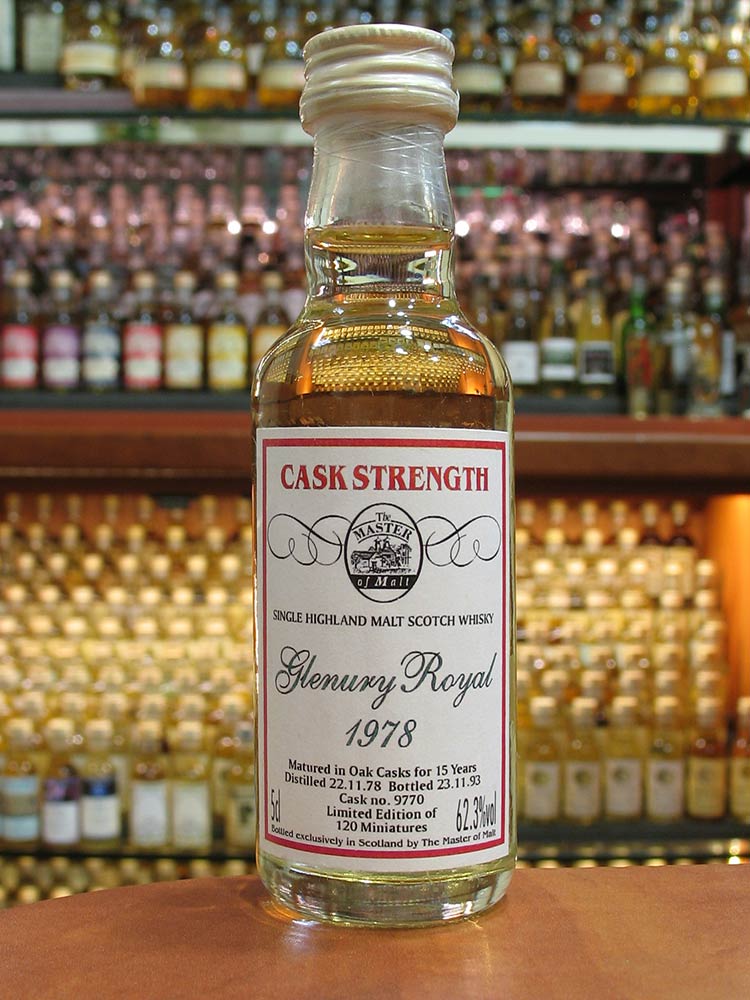 CASK STRENGTH
The
MASTER
of Malt
SINGLE HIGHLAND MALT SCOTCH WHISKY
Glenury Royal
1978
Matured in Oak Casks for 15 Years
Distilled 22.11.78 Bottled 23.11.93
Cask no. 9770
Limited Edition of
120 Miniatures
5cl
62.3%vol
Bottled exclusively in Scotland by The Master of Malt